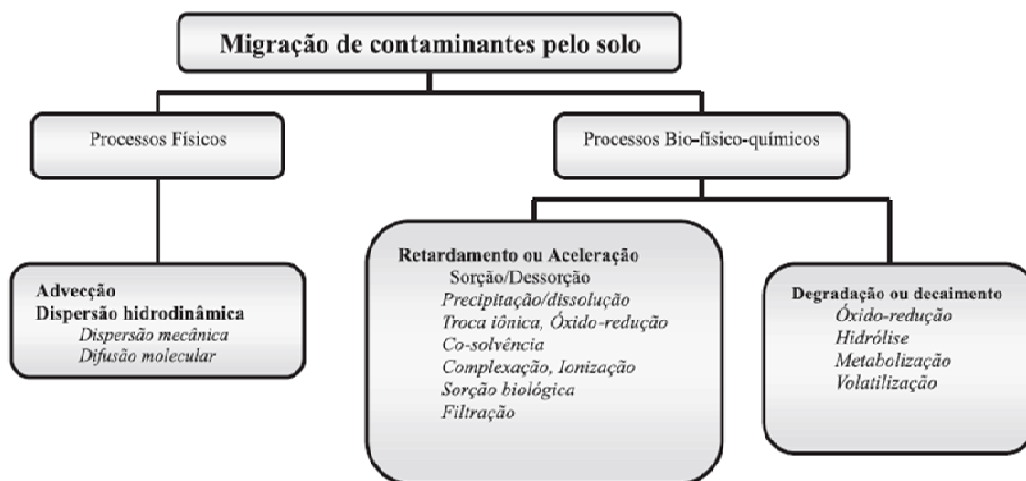 Migração de contaminantes pelo solo
Processos Físicos
Processos Bio-físico-químicos
Advecção
Dispersão hidrodinâmica
Dispersão mecânica
Difusão molecular
Retardamento ou Aceleração
Sorção/Dessorção
Precipitação/dissolução
Troca iônica, Óxido-redução
Co-solvência
Complexação, Ionização
Sorção biológica
Filtração
Degradação ou decaimento
Óxido-redução
Hidrólise
Metabolização
Volatilização